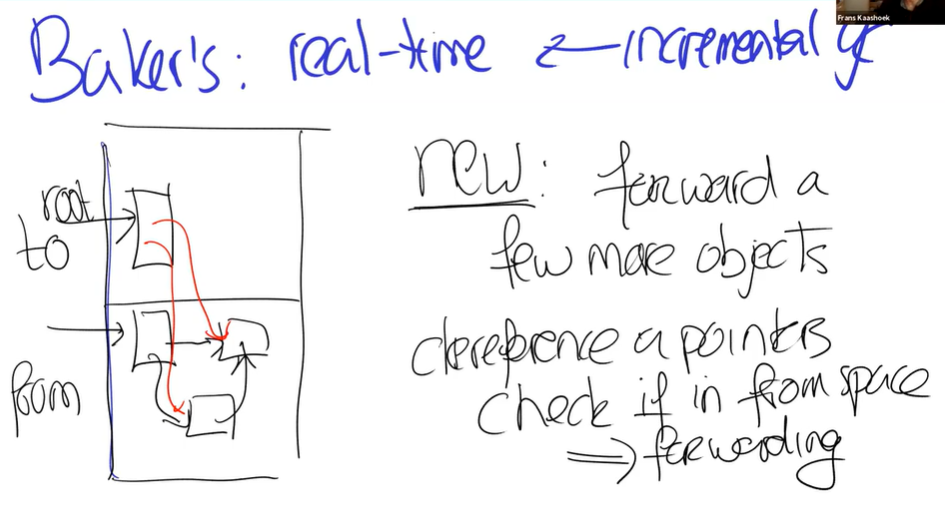 Frans Kaashoek
Baker's: real-time ← incremental gc
root
to
from
new: forward a
few more objects
dereference a pointers
check if in from space
⇒ forwarding